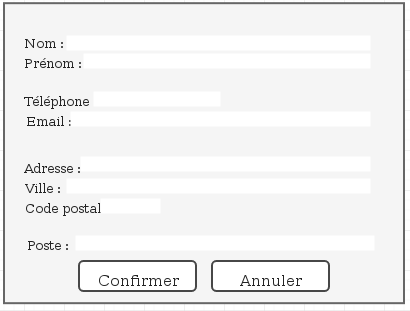 Nom :
Prénom :
Téléphone
Email :
Adresse :
Ville :
Code postal
Poste :
Confirmer Annuler